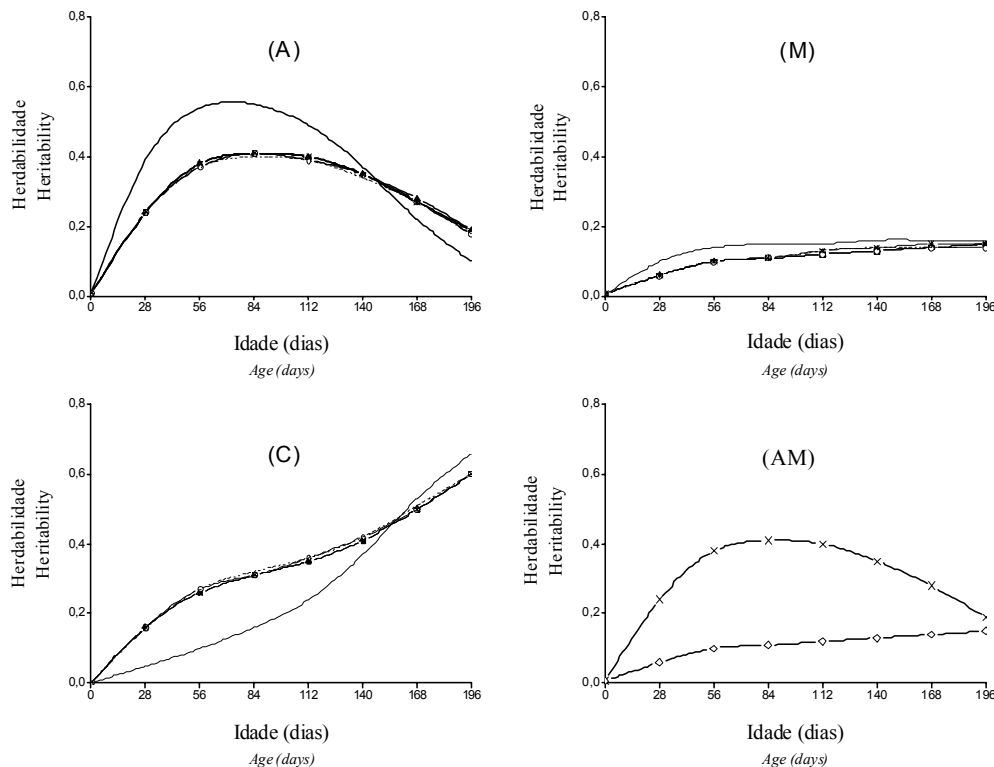 0,8
0,6
0,4
0,2
0,0
Herdabilidade
Heritability
(A)
0 28 56 84 112 140 168 196
Idade (dias)
Age (days)
0,8
0,6
0,4
0,2
0,0
Herdabilidade
Heritability
(M)
0 28 56 84 112 140 168 196
Idade (dias)
Age (days)
0,8
0,6
0,4
0,2
0,0
Herdabilidade
Heritability
(C)
0 28 56 84 112 140 168 196
Idade (dias)
Age (days)
0,8
0,6
0,4
0,2
0,0
Herdabilidade
Heritability
(AM)
0 28 56 84 112 140 168 196
Idade (dias)
Age (days)